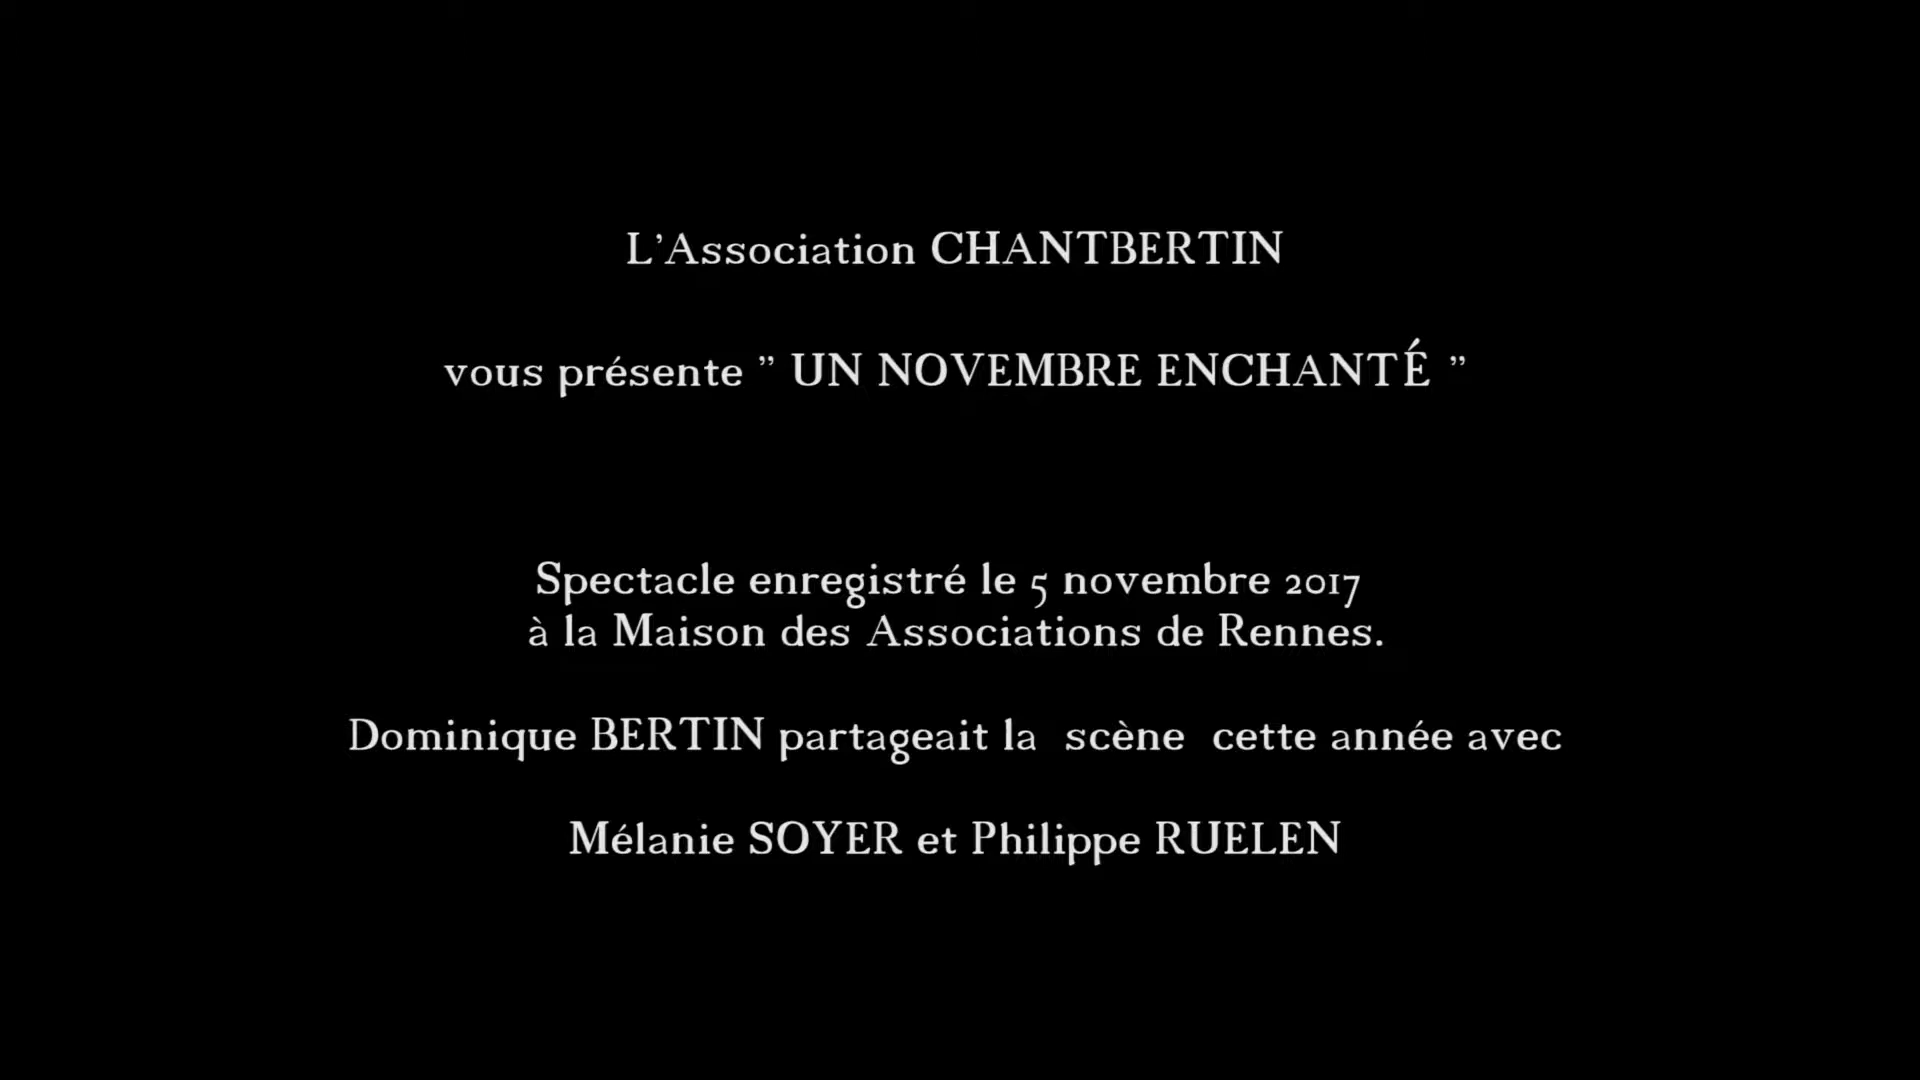 L’Association CHANTBERTIN
vous présente ” UN NOVEMBRE ENCHANTÉ ”
Spectacle enregistré le 5 novembre 2017
à la Maison des Associations de Rennes.
Dominique BERTIN partageait la scène cette année avec
Mélanie SOYER et Philippe RUELEN